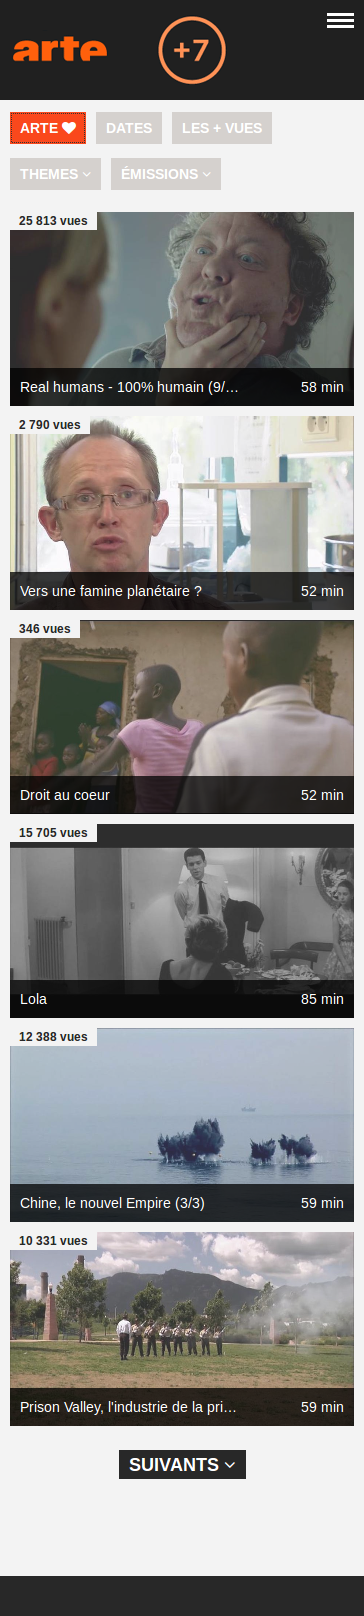 arte +7
ARTE
DATES
LES + VUES
THEMES
ÉMISSIONS
25 813 vues
Real humans - 100% humain (9/…
58 min
2 790 vues
Vers une famine planétaire ?
52 min
346 vues
Droit au coeur
52 min
15 705 vues
Lola
85 min
12 388 vues
Chine, le nouvel Empire (3/3)
59 min
10 331 vues
Prison Valley, l'industrie de la pri…
59 min
SUIVANTS